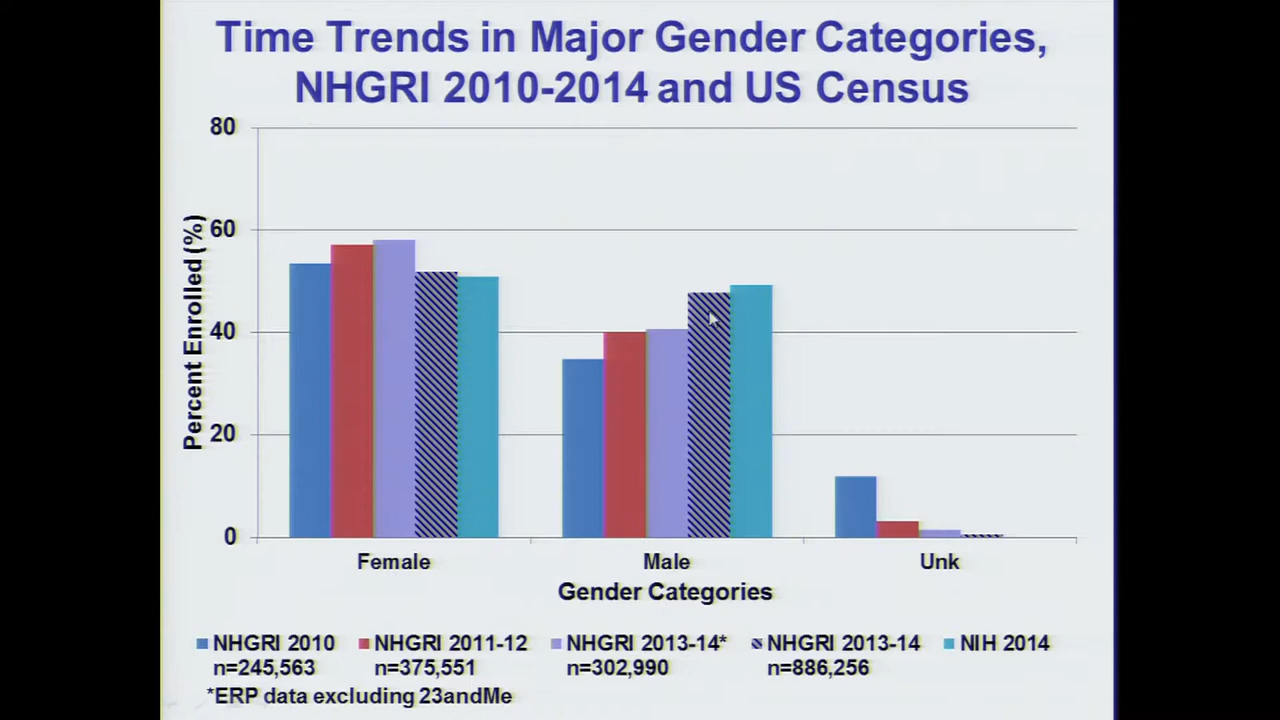 Time Trends in Major Gender Categories,
NHGRI 2010-2014 and US Census
80
60
40
20
0
Percent Enrolled (%)
Female
Male
Unk
Gender Categories
NHGRI 2010
n=245,563
NHGRI 2011-12
n=375,551
NHGRI 2013-14*
n=302,990
NHGRI 2013-14
n=886,256
NIH 2014
*ERP data excluding 23andMe